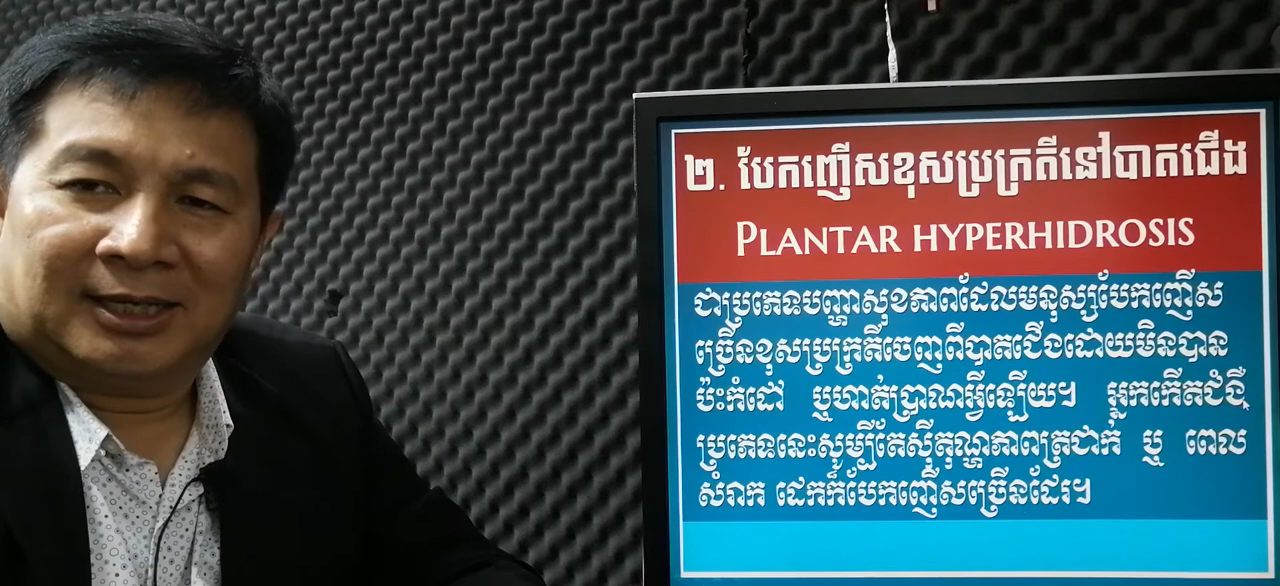 ២. បែកញើសខុសប្រក្រតីនៅបាតជើង
PLANTAR HYPERHIDROSIS
ជាប្រភេទបញ្ហាសុខភាពដែលមនុស្សបែកញើស
ច្រើនខុសប្រក្រតីចេញពីបាតជើងដោយមិនបាន
ប៉ះកំដៅ ឬហាត់ប្រាណអ្វីឡើយ។ អ្នកកើតជំងឺ
ប្រភេទនេះសូម្បីតែស៊ីតុណ្ហភាពត្រជាក់ ឬ ពេល
សំរាក ដេកក៏បែកញើសច្រើនដែរ។